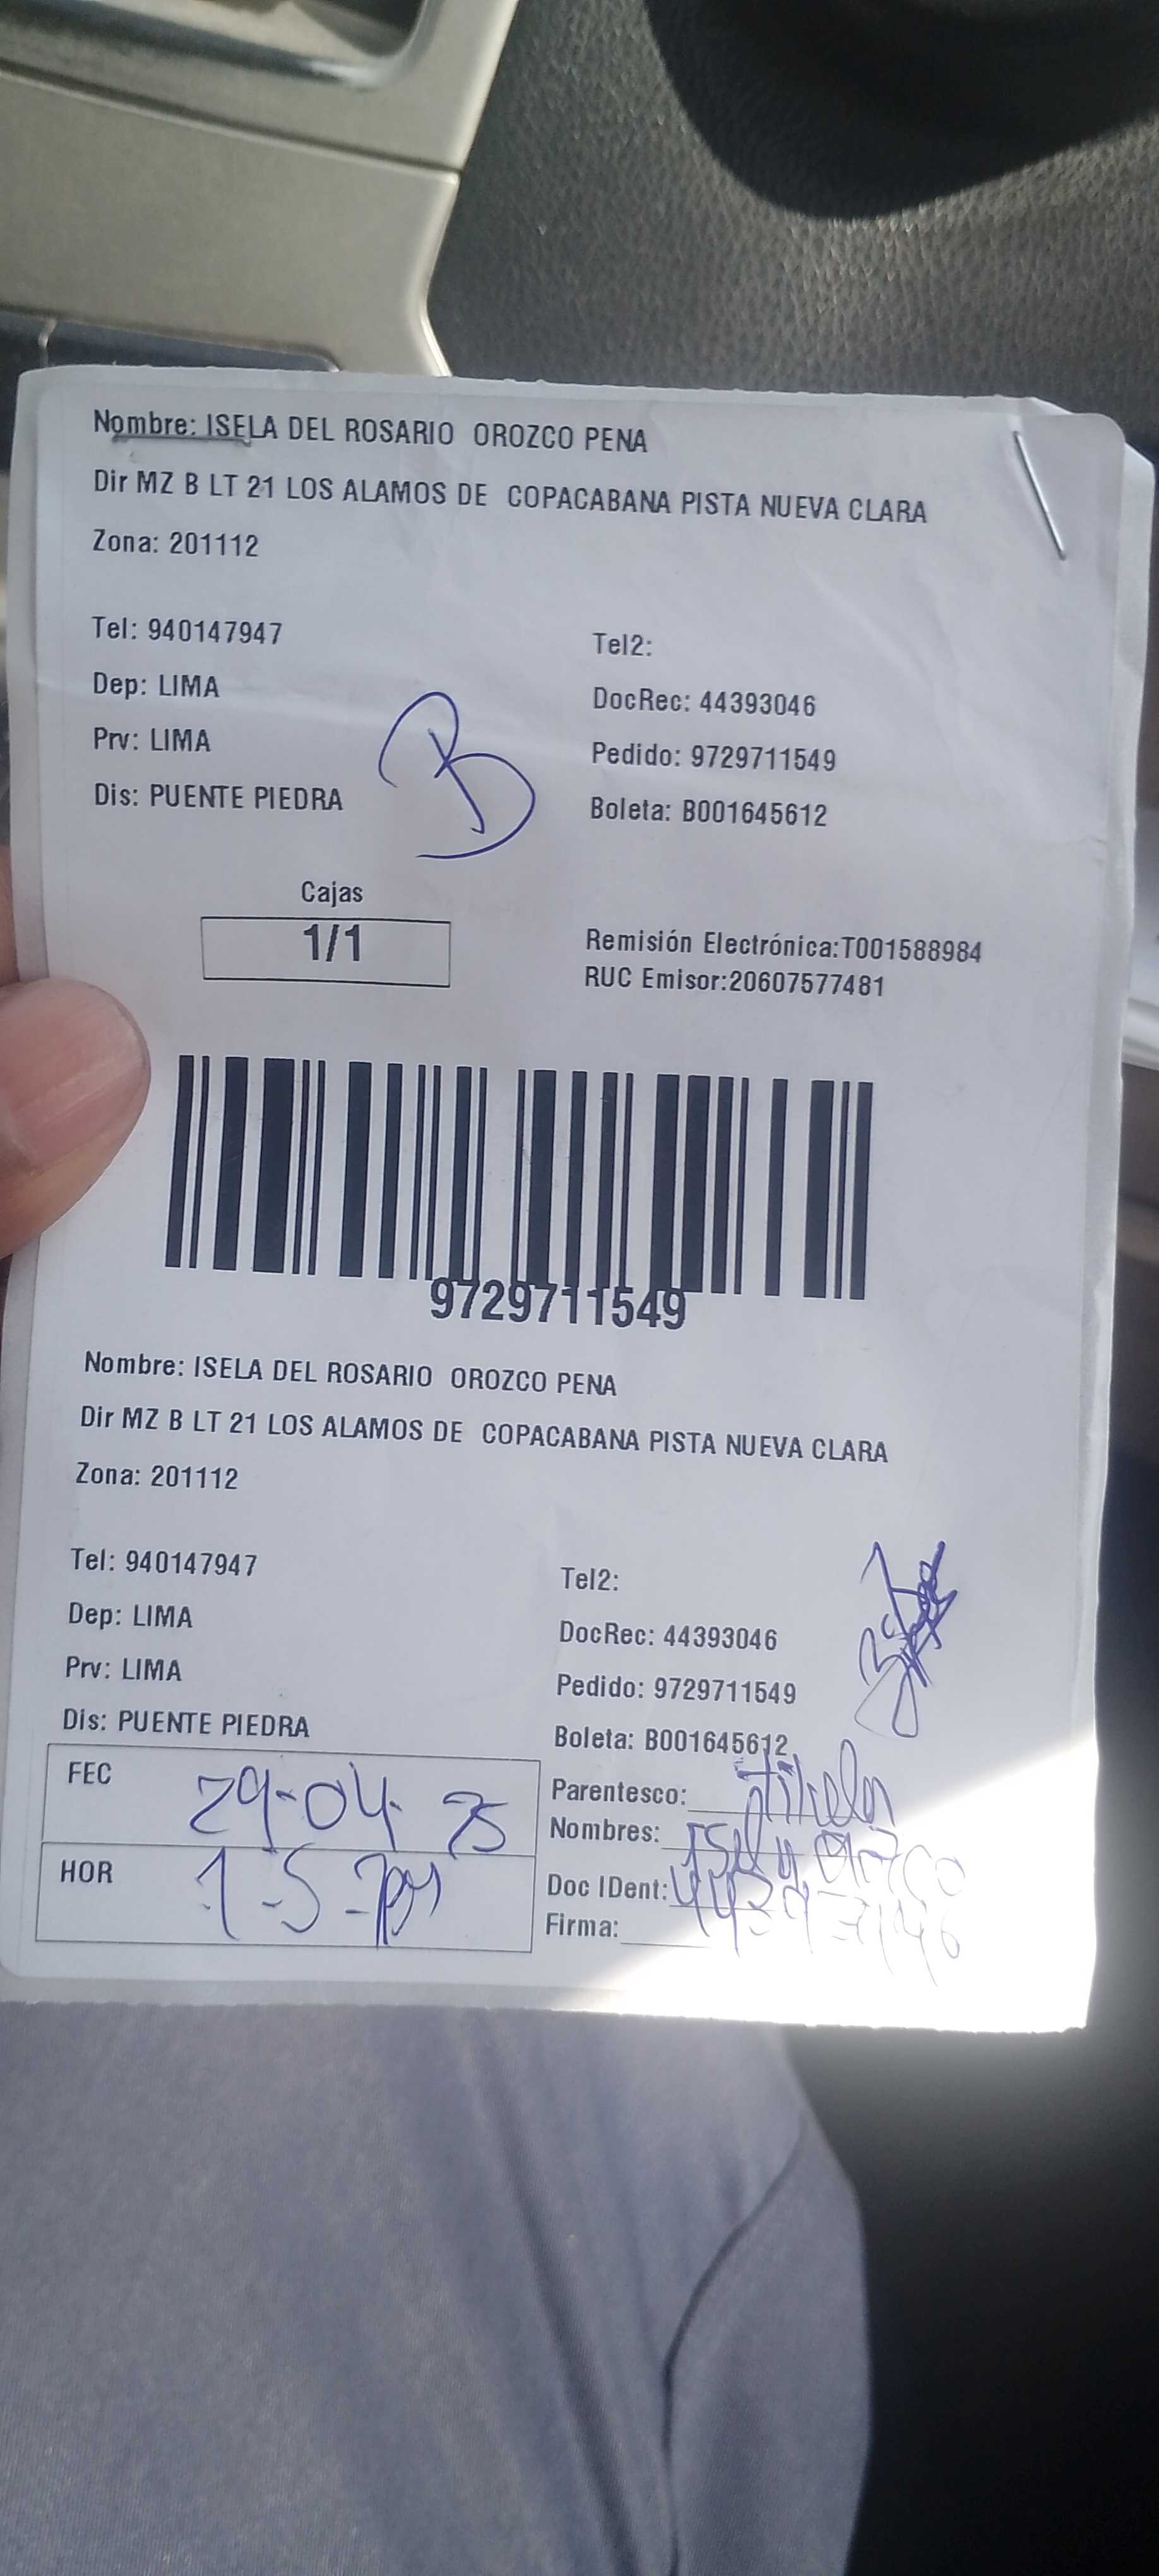 Nombre: ISELA DEL ROSARIO OROZCO PENA
Dir MZ B LT 21 LOS ALAMOS DE COPACABANA PISTA NUEVA CLARA
Zona: 201112
Tel: 940147947
Tel2:
Dep: LIMA
DocRec: 44393046
Prv: LIMA
Pedido: 9729711549
Dis: PUENTE PIEDRA
Boleta: B001645612
B
Cajas
1/1
Remisión Electrónica:T001588984
RUC Emisor:20607577481
9729711549
Nombre: ISELA DEL ROSARIO OROZCO PENA
Dir MZ B LT 21 LOS ALAMOS DE COPACABANA PISTA NUEVA CLARA
Zona: 201112
Tel: 940147947
Tel2:
Dep: LIMA
DocRec: 44393046
Prv: LIMA
Pedido: 9729711549
Dis: PUENTE PIEDRA
Boleta: B001645612
FEC 29-04-25
Parentesco:
Nombres:
HOR
Doc IDent:
Firma: